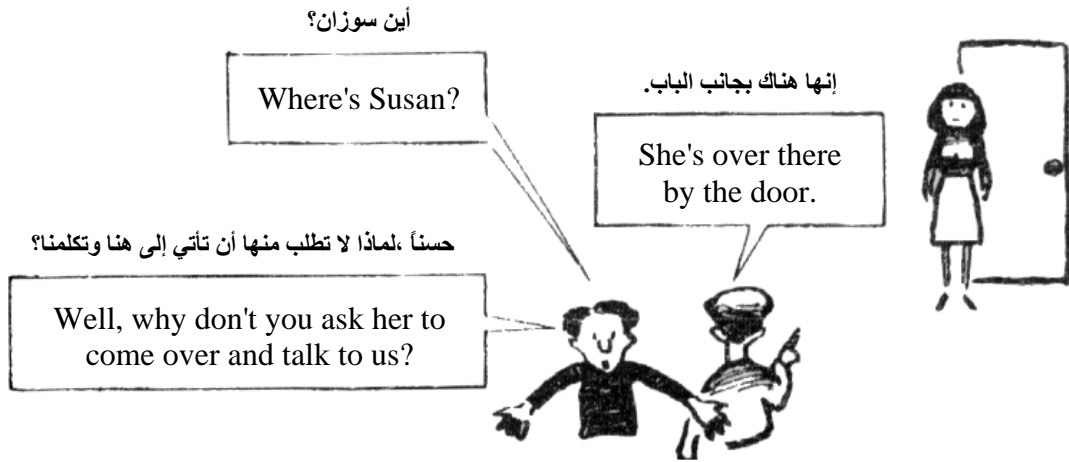 أين سوزان؟
Where's Susan?
إنها هناك بجانب الباب.
She's over there
by the door.
حسناً ،لماذا لا تطلب منها أن تأتي إلى هنا وتكلمنا؟
Well, why don't you ask her to
come over and talk to us?